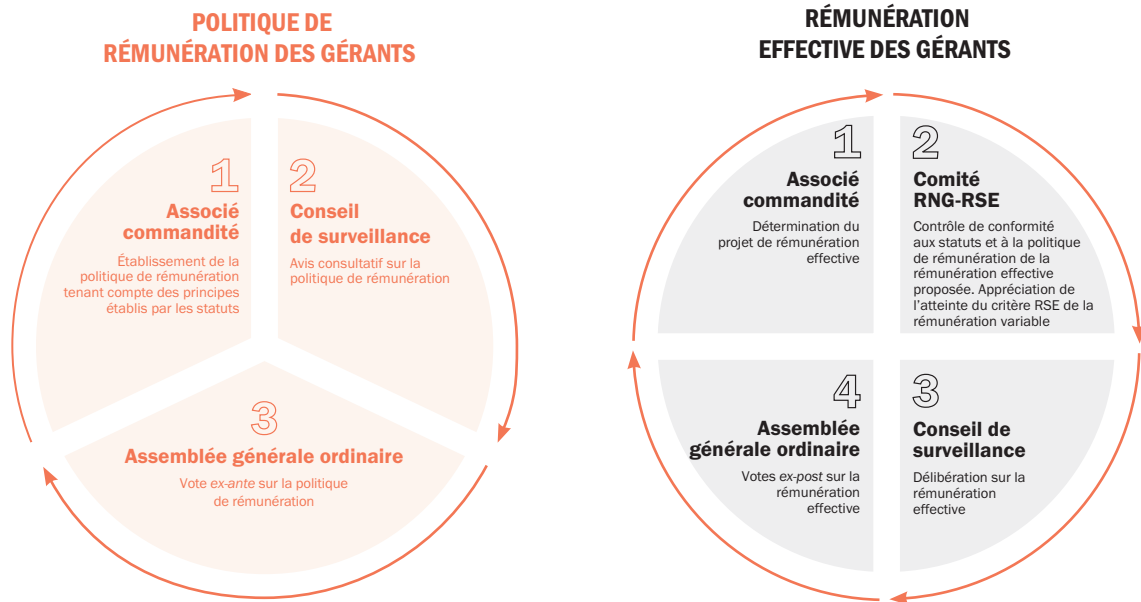 POLITIQUE DE
RÉMUNÉRATION DES GÉRANTS
1
Associé
commandité
Établissement de la
politique de rémunération
tenant compte des principes
établis par les statuts
2
Conseil
de surveillance
Avis consultatif sur la
politique de rémunération
3
Assemblée générale ordinaire
Vote ex-ante sur la politique
de rémunération
RÉMUNÉRATION
EFFECTIVE DES GÉRANTS
1
Associé
commandité
Détermination du
projet de rémunération
effective
2
Comité
RNG-RSE
Contrôle de conformité
aux statuts et à la politique
de rémunération de la
rémunération effective
proposée. Appréciation de
l’atteinte du critère RSE de la
rémunération variable
3
Conseil de
surveillance
Délibération sur la
rémunération
effective
4
Assemblée
générale ordinaire
Votes ex-post sur la
rémunération
effective